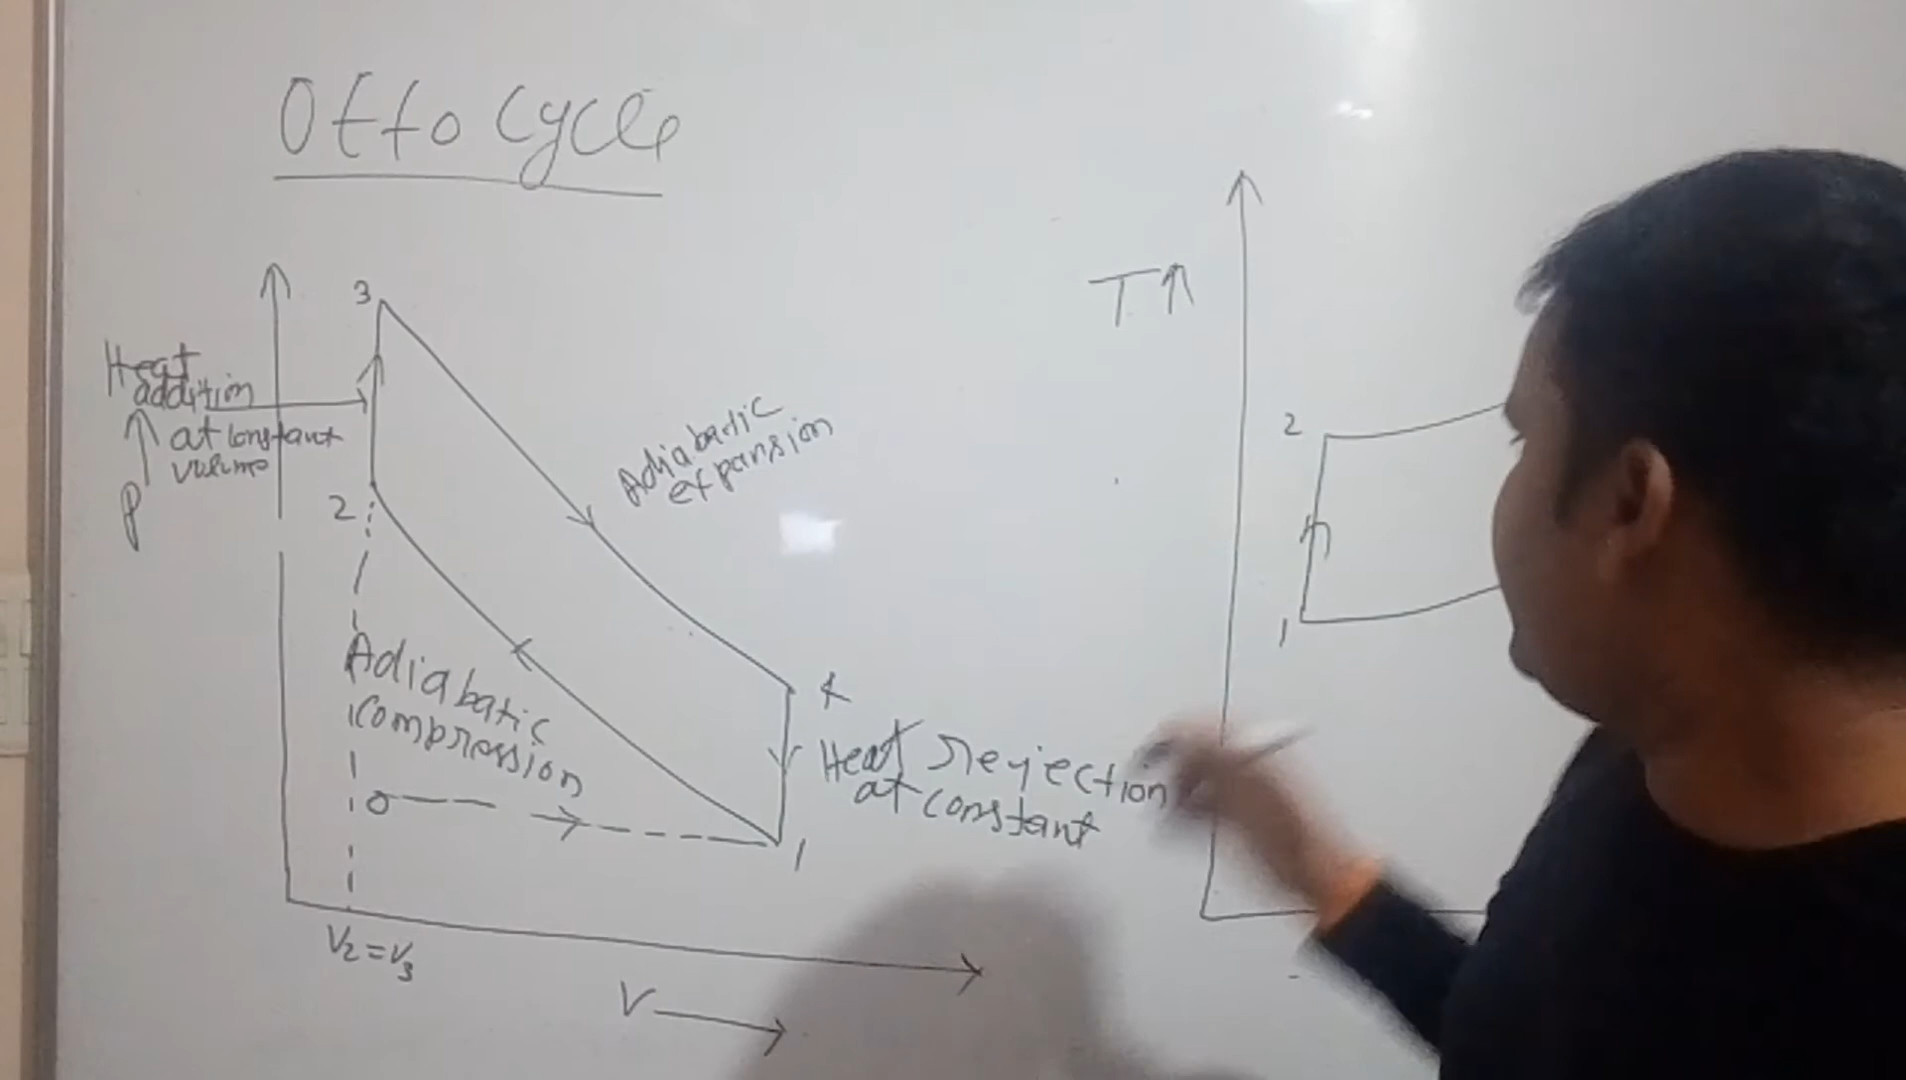 Otto Cycle
3
Heat
addition
at constant
volume
P
2
Adiabatic
expansion
Adiabatic
compression
0
4
Heat rejection
at constant
1
V2 = V3
V
T
2
1